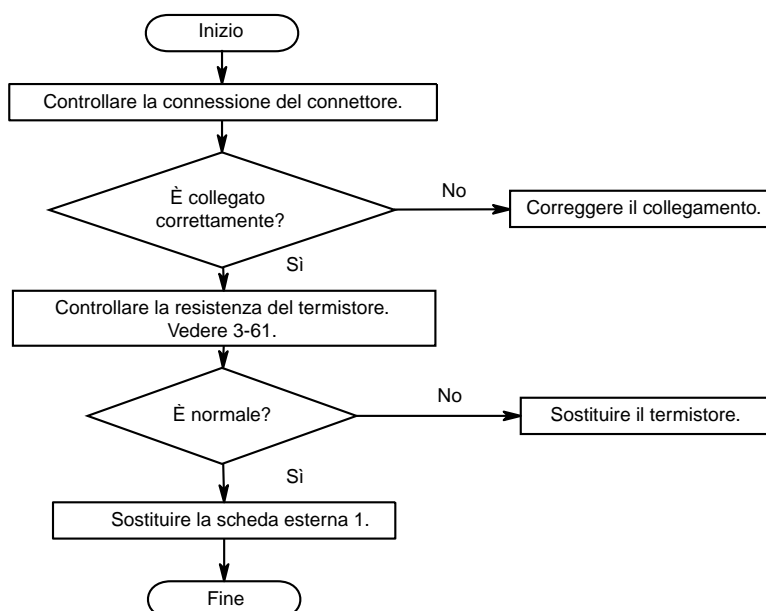 Inizio
Controllare la connessione del connettore.
È collegato
correttamente?
No
Correggere il collegamento.
Sì
Controllare la resistenza del termistore.
Vedere 3-61.
È normale?
No
Sostituire il termistore.
Sì
Sostituire la scheda esterna 1.
Fine